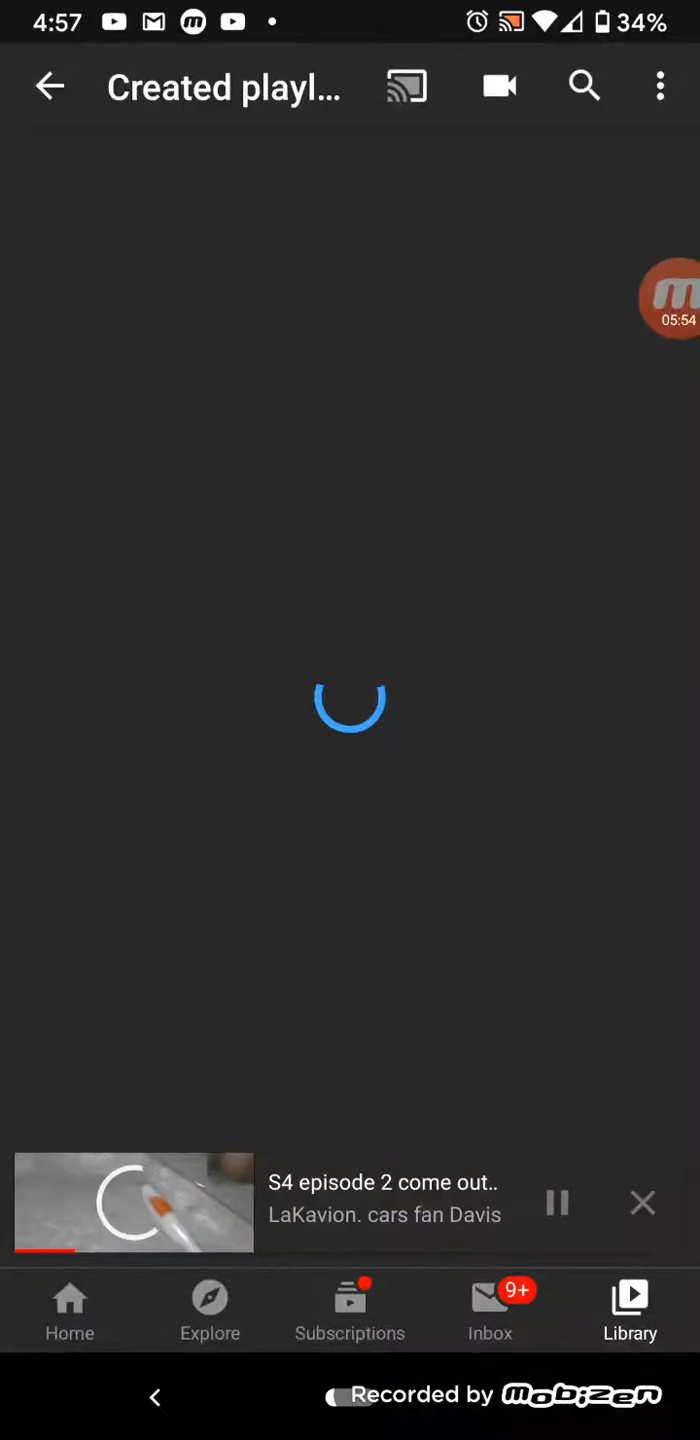 4:57
34%
Created playl...
05:54
S4 episode 2 come out..
LaKavion. cars fan Davis
9+
Home
Explore
Subscriptions
Inbox
Library
Recorded by mobizen